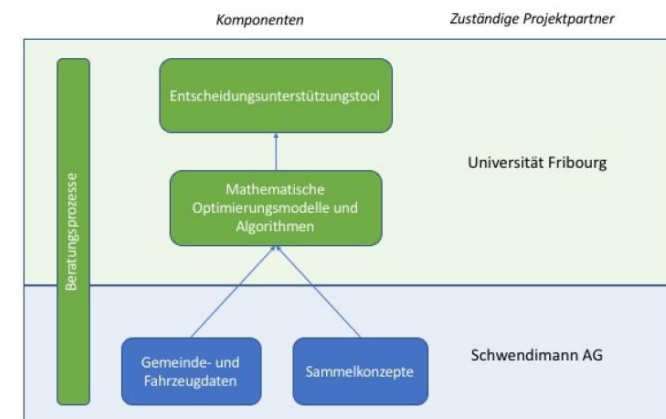 Komponenten
Zuständige Projektpartner
Entscheidungsunterstützungstool
Universität Fribourg
Mathematische
Optimierungsmodelle und
Algorithmen
Beratungsprozesse
Gemeinde- und
Fahrzeugdaten
Sammelkonzepte
Schwendimann AG